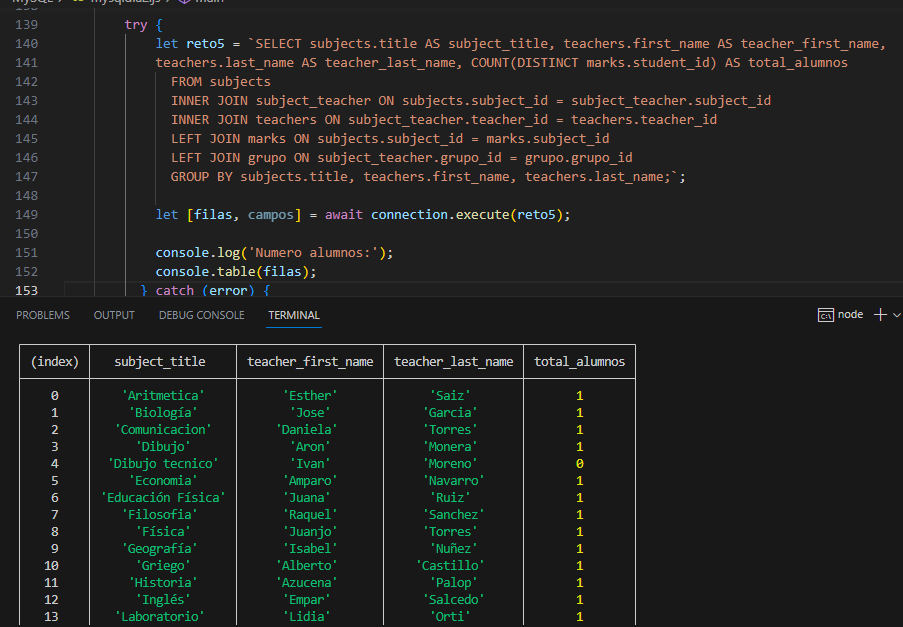 139 try {
140 let reto5 = `SELECT subjects.title AS subject_title, teachers.first_name AS teacher_first_name,
141 teachers.last_name AS teacher_last_name, COUNT(DISTINCT marks.student_id) AS total_alumnos
142 FROM subjects
143 INNER JOIN subject_teacher ON subjects.subject_id = subject_teacher.subject_id
144 INNER JOIN teachers ON subject_teacher.teacher_id = teachers.teacher_id
145 LEFT JOIN marks ON subjects.subject_id = marks.subject_id
146 LEFT JOIN grupo ON subject_teacher.grupo_id = grupo.grupo_id
147 GROUP BY subjects.title, teachers.first_name, teachers.last_name;`;
148
149 let [filas, campos] = await connection.execute(reto5);
150
151 console.log('Numero alumnos:');
152 console.table(filas);
153 } catch (error) {
PROBLEMS OUTPUT DEBUG CONSOLE TERMINAL node
(index) subject_title teacher_first_name teacher_last_name total_alumnos
0 'Aritmetica' 'Esther' 'Saiz' 1
1 'Biología' 'Jose' 'Garcia' 1
2 'Comunicacion' 'Daniela' 'Torres' 1
3 'Dibujo' 'Aron' 'Monera' 1
4 'Dibujo tecnico' 'Ivan' 'Moreno' 0
5 'Economia' 'Amparo' 'Navarro' 1
6 'Educación Física' 'Juana' 'Ruiz' 1
7 'Filosofia' 'Raquel' 'Sanchez' 1
8 'Física' 'Juanjo' 'Torres' 1
9 'Geografía' 'Isabel' 'Nuñez' 1
10 'Griego' 'Alberto' 'Castillo' 1
11 'Historia' 'Azucena' 'Palop' 1
12 'Inglés' 'Empar' 'Salcedo' 1
13 'Laboratorio' 'Lidia' 'Orti' 1